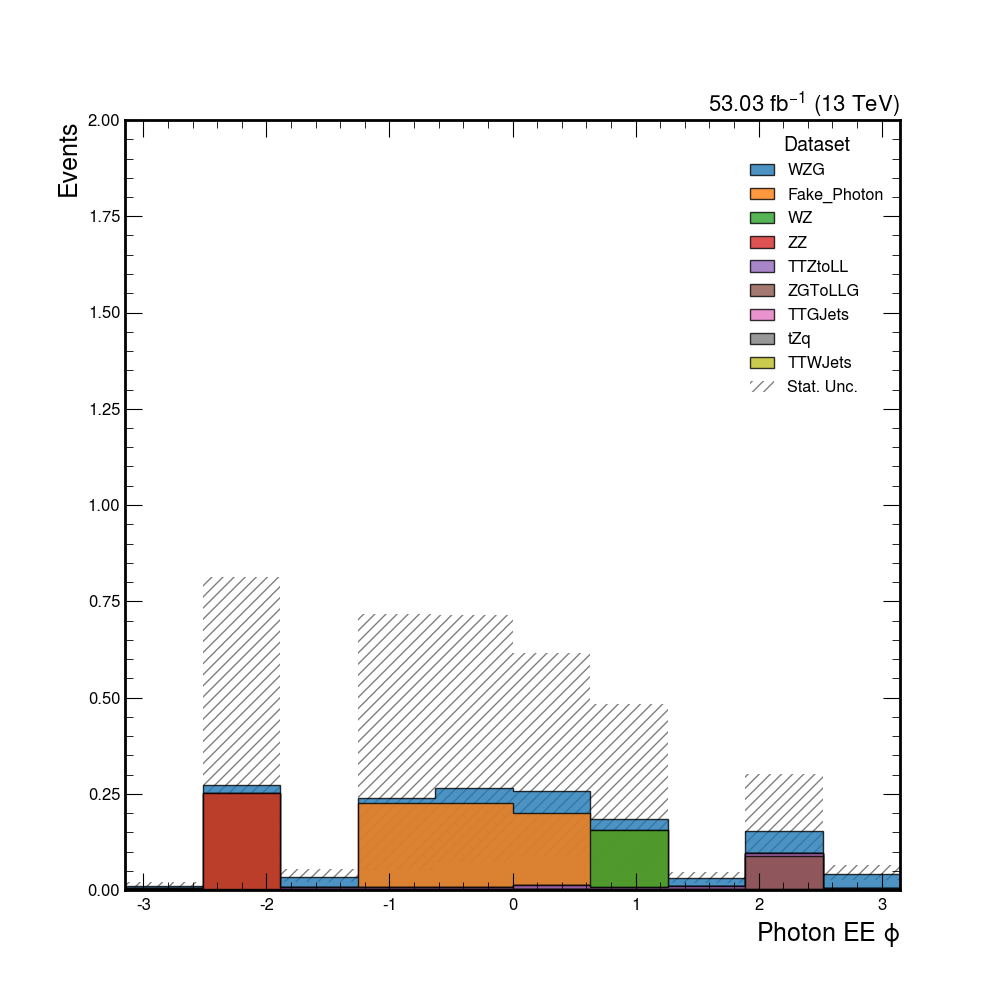 53.03 fb⁻¹ (13 TeV)
Events
2.00
1.75
1.50
1.25
1.00
0.75
0.50
0.25
0.00
Dataset
WZG
Fake_Photon
WZ
ZZ
TTZtoLL
ZGToLLG
TTGJets
tZq
TTWJets
Stat. Unc.
-3 -2 -1 0 1 2 3
Photon EE ϕ